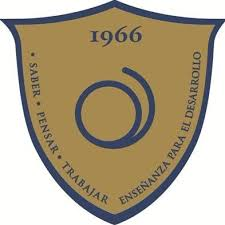 1966
• SABER • PENSAR • TRABAJAR
ENSEÑANZA PARA EL DESARROLLO